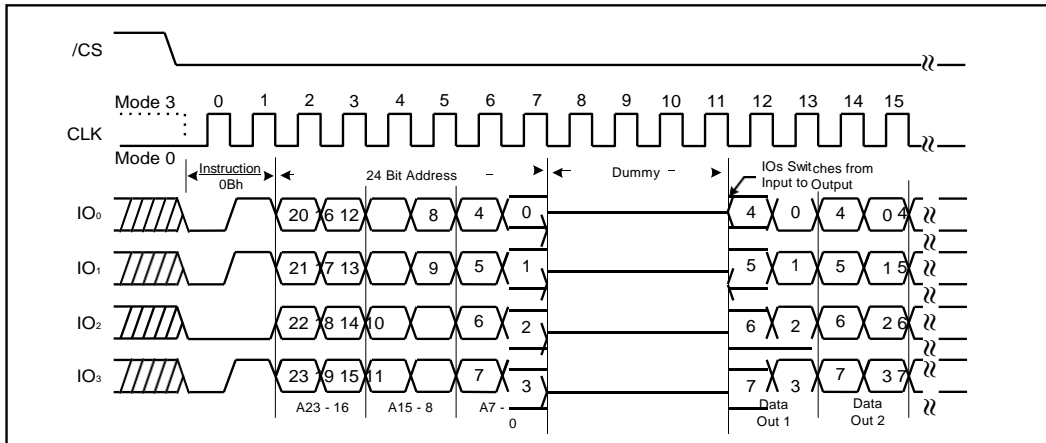 /CS
Mode 3 0 1 2 3 4 5 6 7 8 9 10 11 12 13 14 15
CLK
Mode 0
Instruction 0Bh
24 Bit Address
Dummy
IOs Switches from
Input to Output
IO0 20 16 12 8 4 0 4 0 4 0 4
IO1 21 17 13 9 5 1 5 1 5 1 5
IO2 22 18 14 10 6 2 6 2 6 2 6
IO3 23 19 15 11 7 3 7 3 7 3 7
A23 - 16 A15 - 8 A7 - 0
Data Out 1
Data Out 2